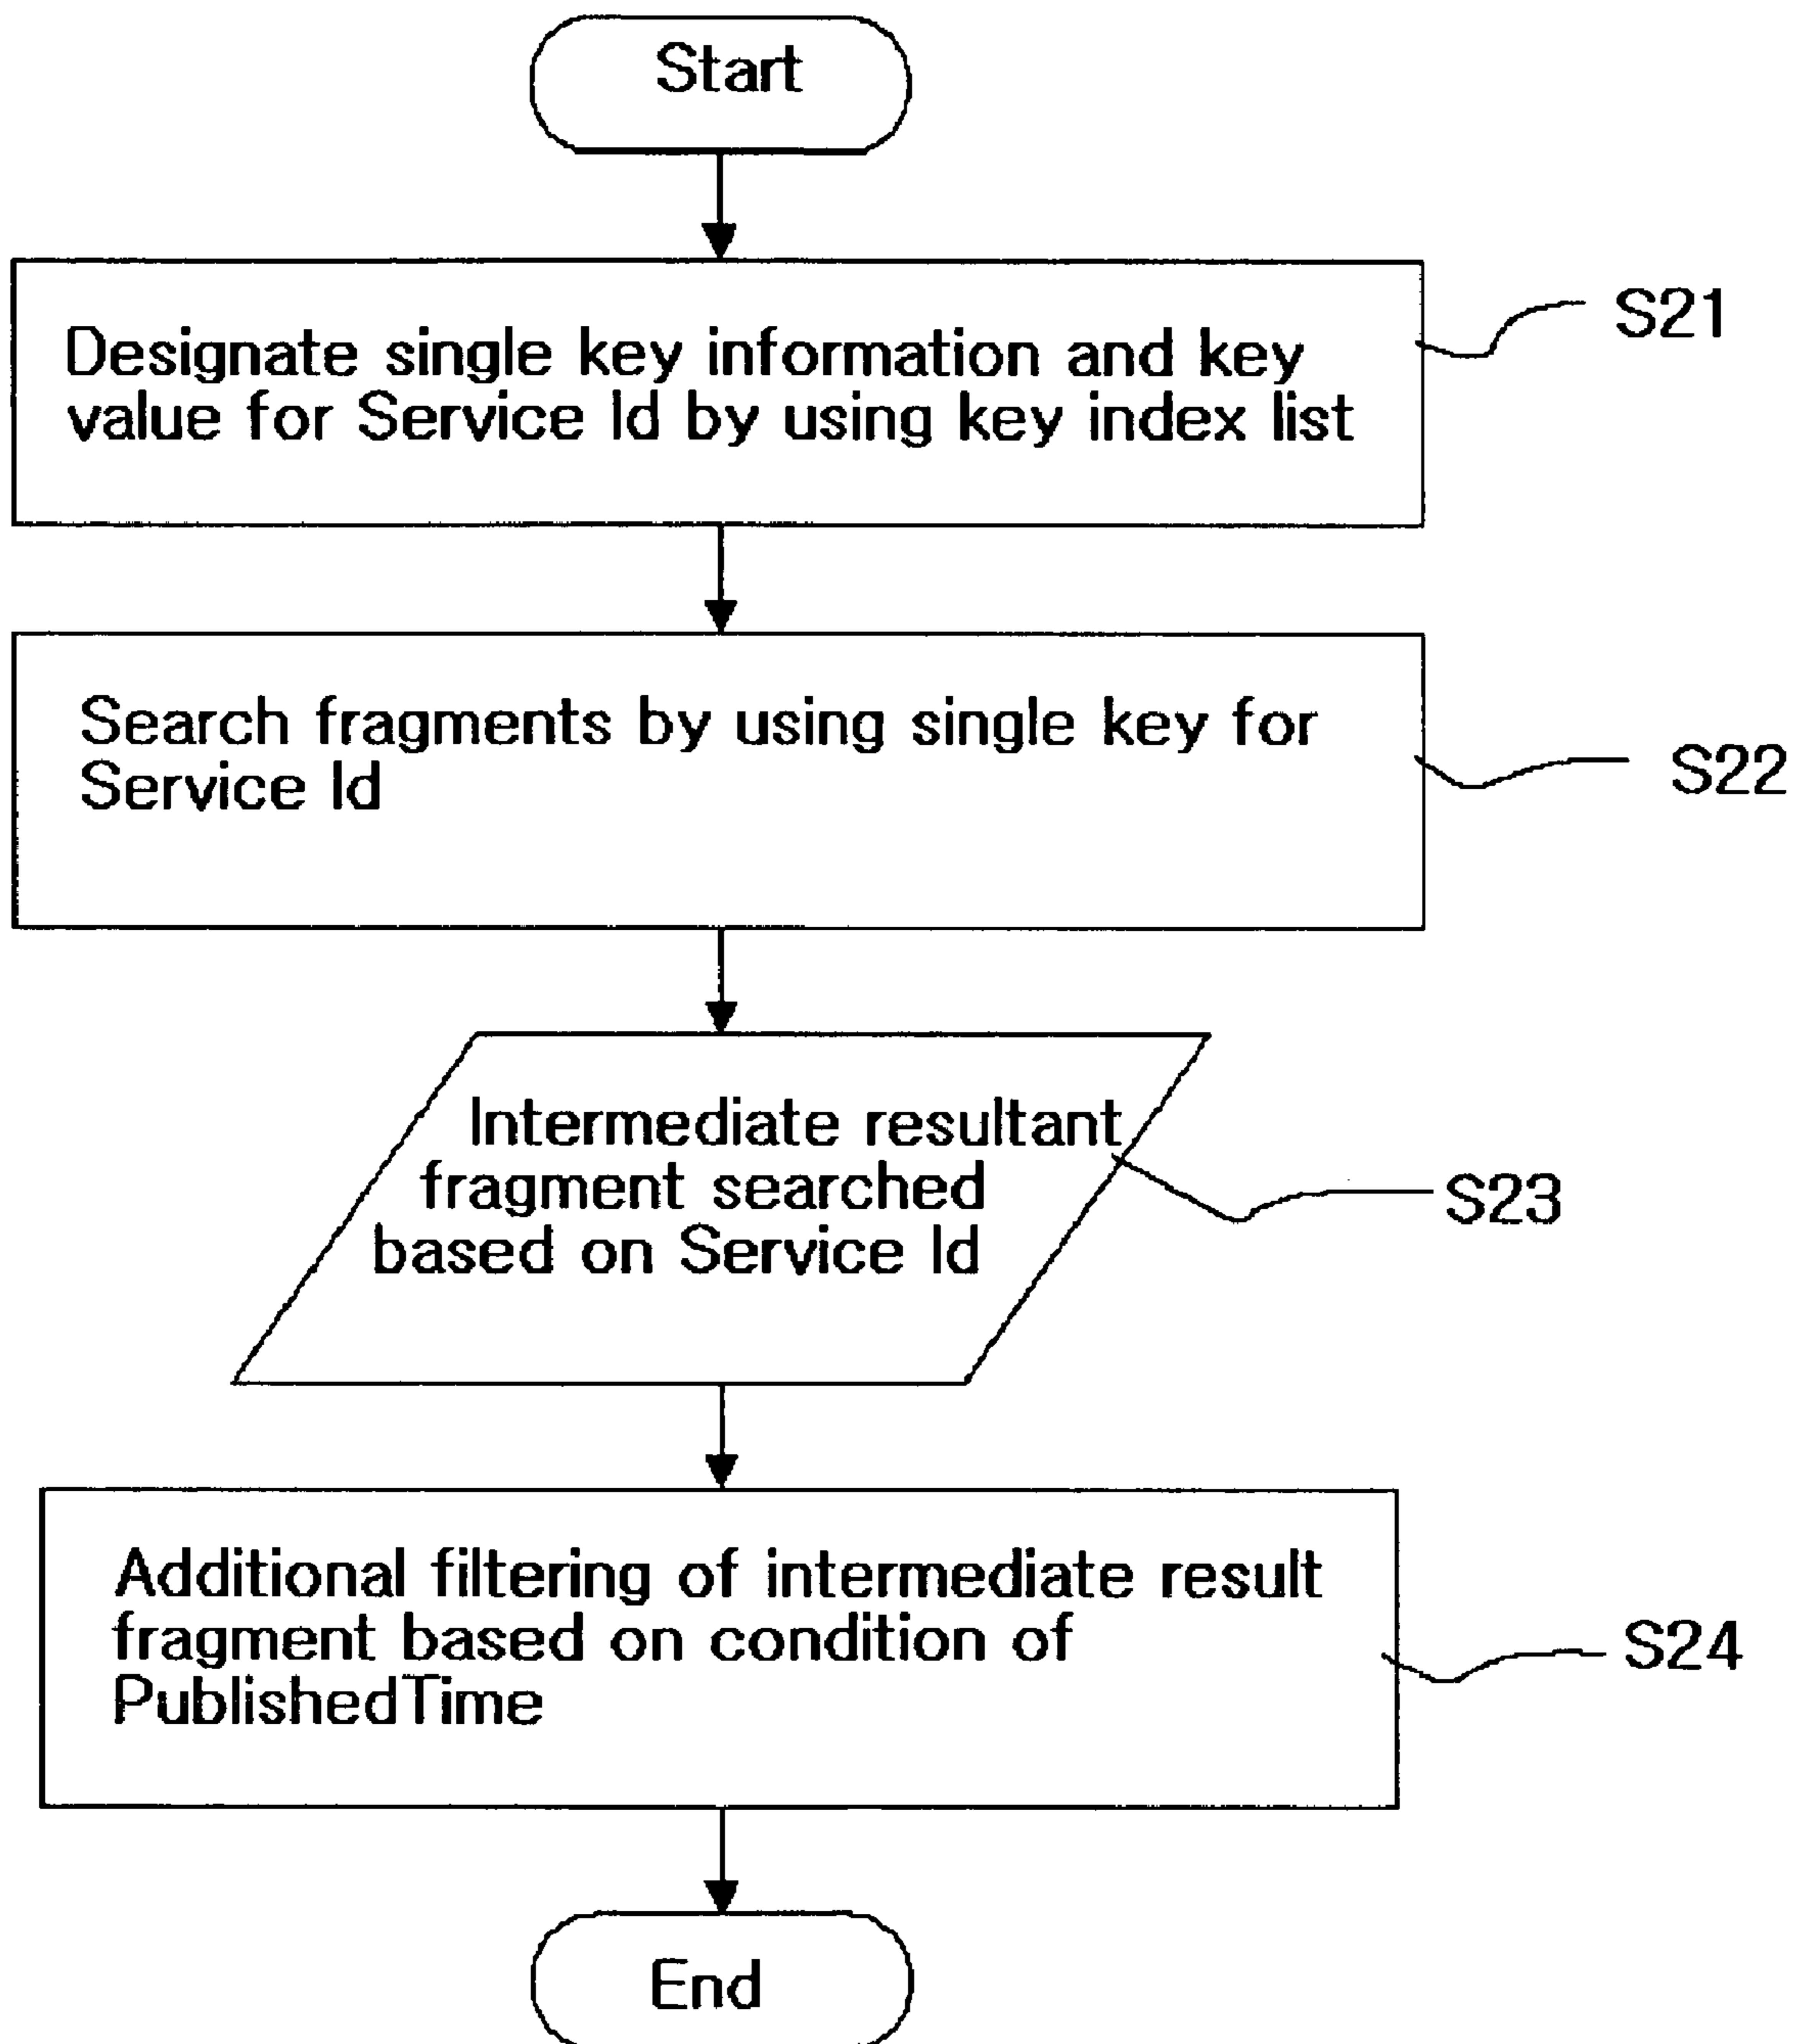 Start
Designate single key information and key
value for Service Id by using key index list
S21
Search fragments by using single key for
Service Id
S22
Intermediate resultant
fragment searched
based on Service Id
S23
Additional filtering of intermediate result
fragment based on condition of
PublishedTime
S24
End